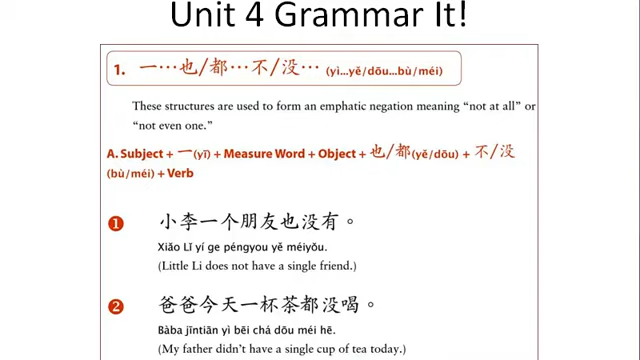 Unit 4 Grammar It!
1. 一…也/都…不/没… (yì...yě/dōu...bù/méi)
These structures are used to form an emphatic negation meaning “not at all” or
“not even one.”
A. Subject + 一(yī) + Measure Word + Object + 也/都(yě/dōu) + 不/没
(bù/méi) + Verb
1 小李一个朋友也没有。
Xiǎo Lǐ yí ge péngyou yě méiyǒu.
(Little Li does not have a single friend.)
2 爸爸今天一杯茶都没喝。
Bàba jīntiān yì bēi chá dōu méi hē.
(My father didn’t have a single cup of tea today.)